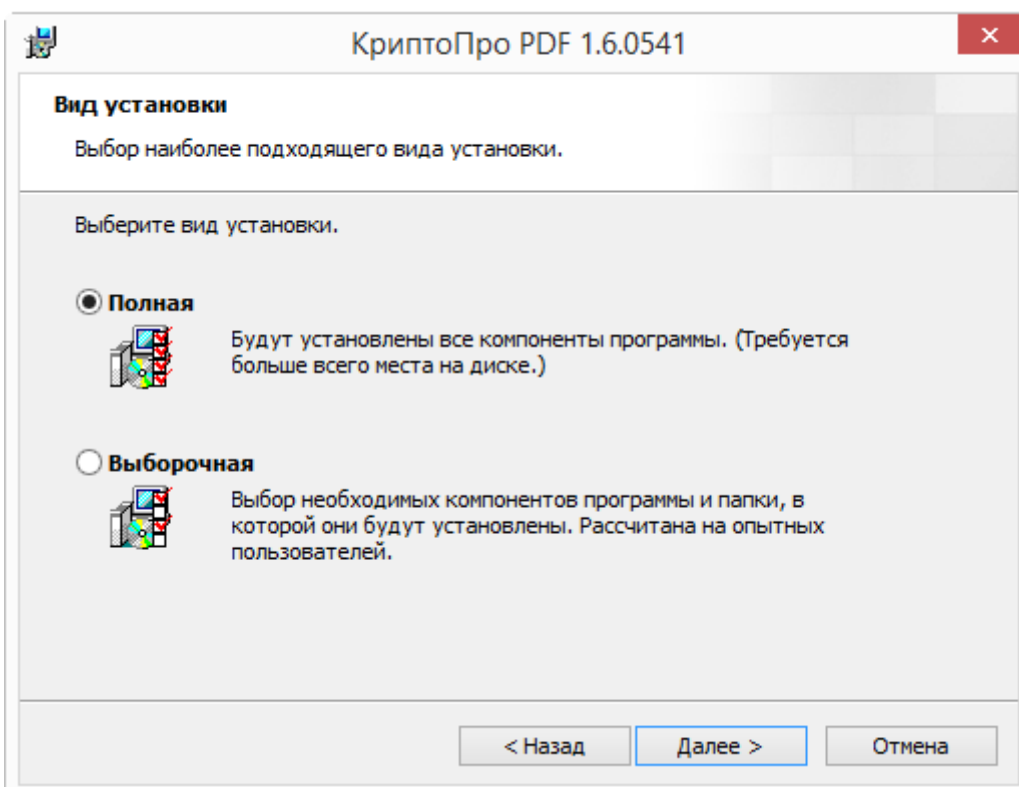 КриптоПро PDF 1.6.0541
Вид установки
Выбор наиболее подходящего вида установки.
Выберите вид установки.
Полная
Будут установлены все компоненты программы. (Требуется
больше всего места на диске.)
Выборочная
Выбор необходимых компонентов программы и папки, в
которой они будут установлены. Рассчитана на опытных
пользователей.
< Назад
Далее >
Отмена